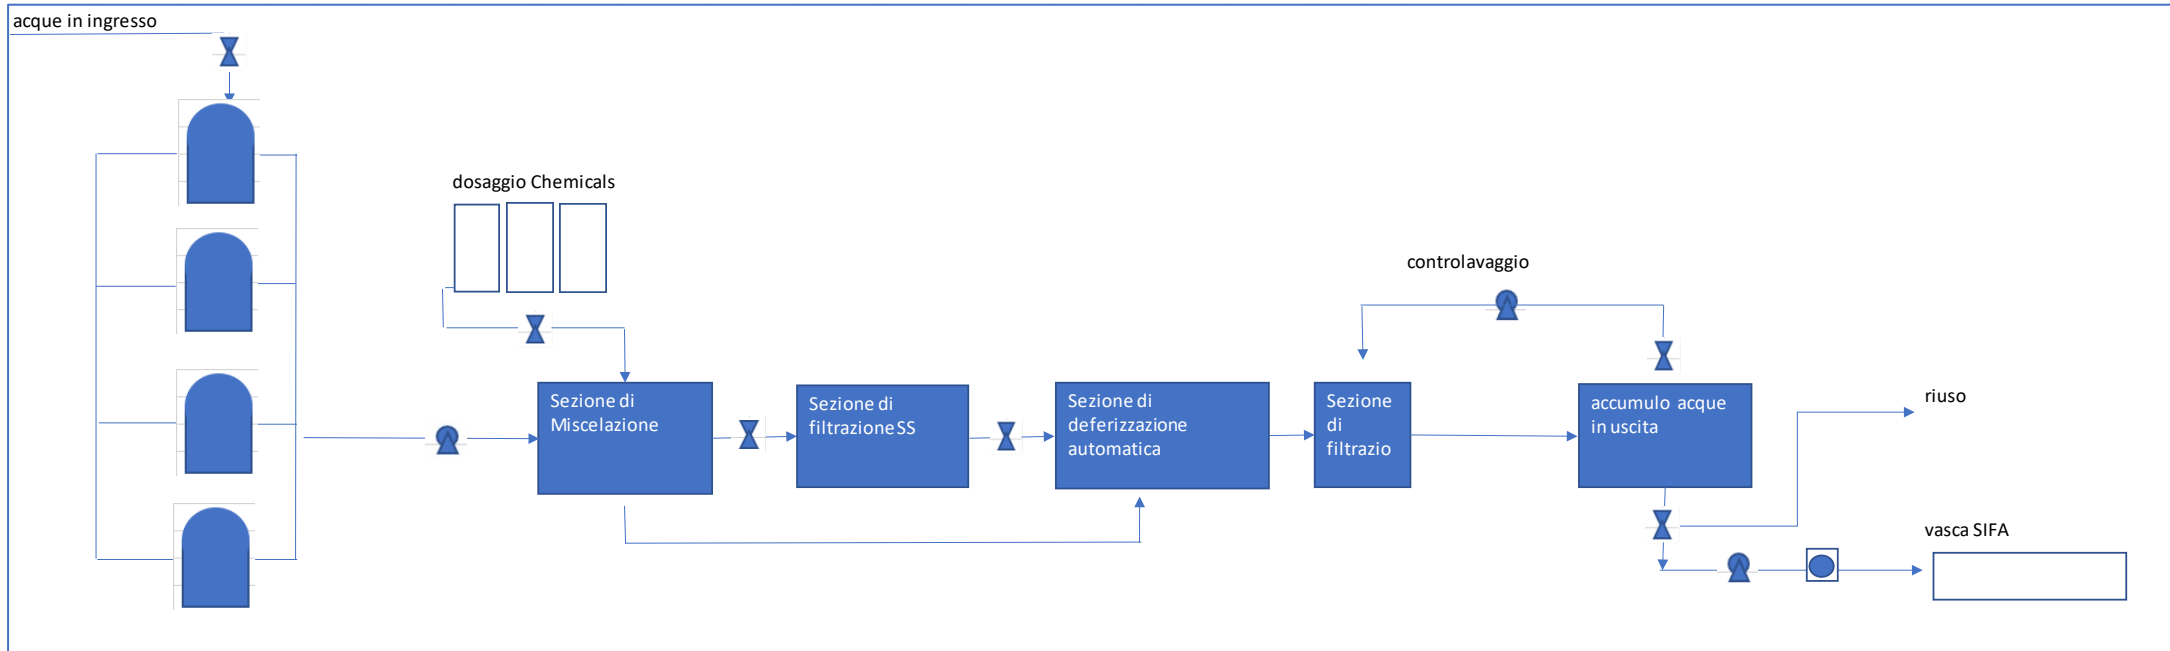 acque in ingresso
dosaggio Chemicals
controlavaggio
Sezione di
Miscelazione
Sezione di
filtrazione SS
Sezione di
deferizzazione
automatica
Sezione
di
filtrazio
accumulo acque
in uscita
riuso
vasca SIFA